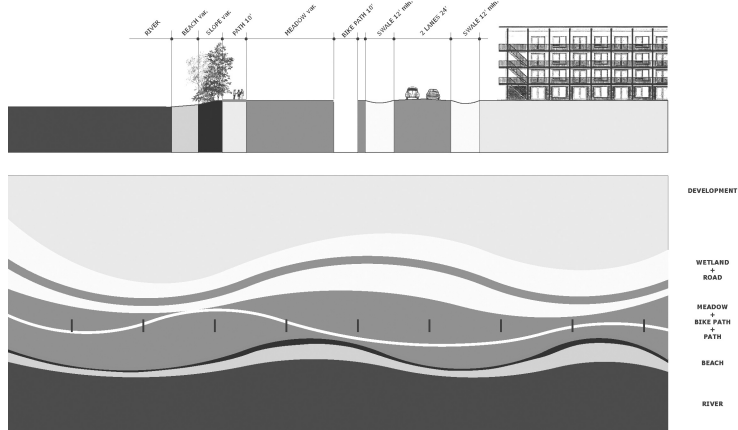 RIVER
BEACH var.
SLOPE var.
PATH 10'
MEADOW var.
BIKE PATH 10'
SWALE 12' min.
2 LANES 24'
SWALE 12' min.
DEVELOPMENT
WETLAND
+
ROAD
MEADOW
+
BIKE PATH
+
PATH
BEACH
RIVER